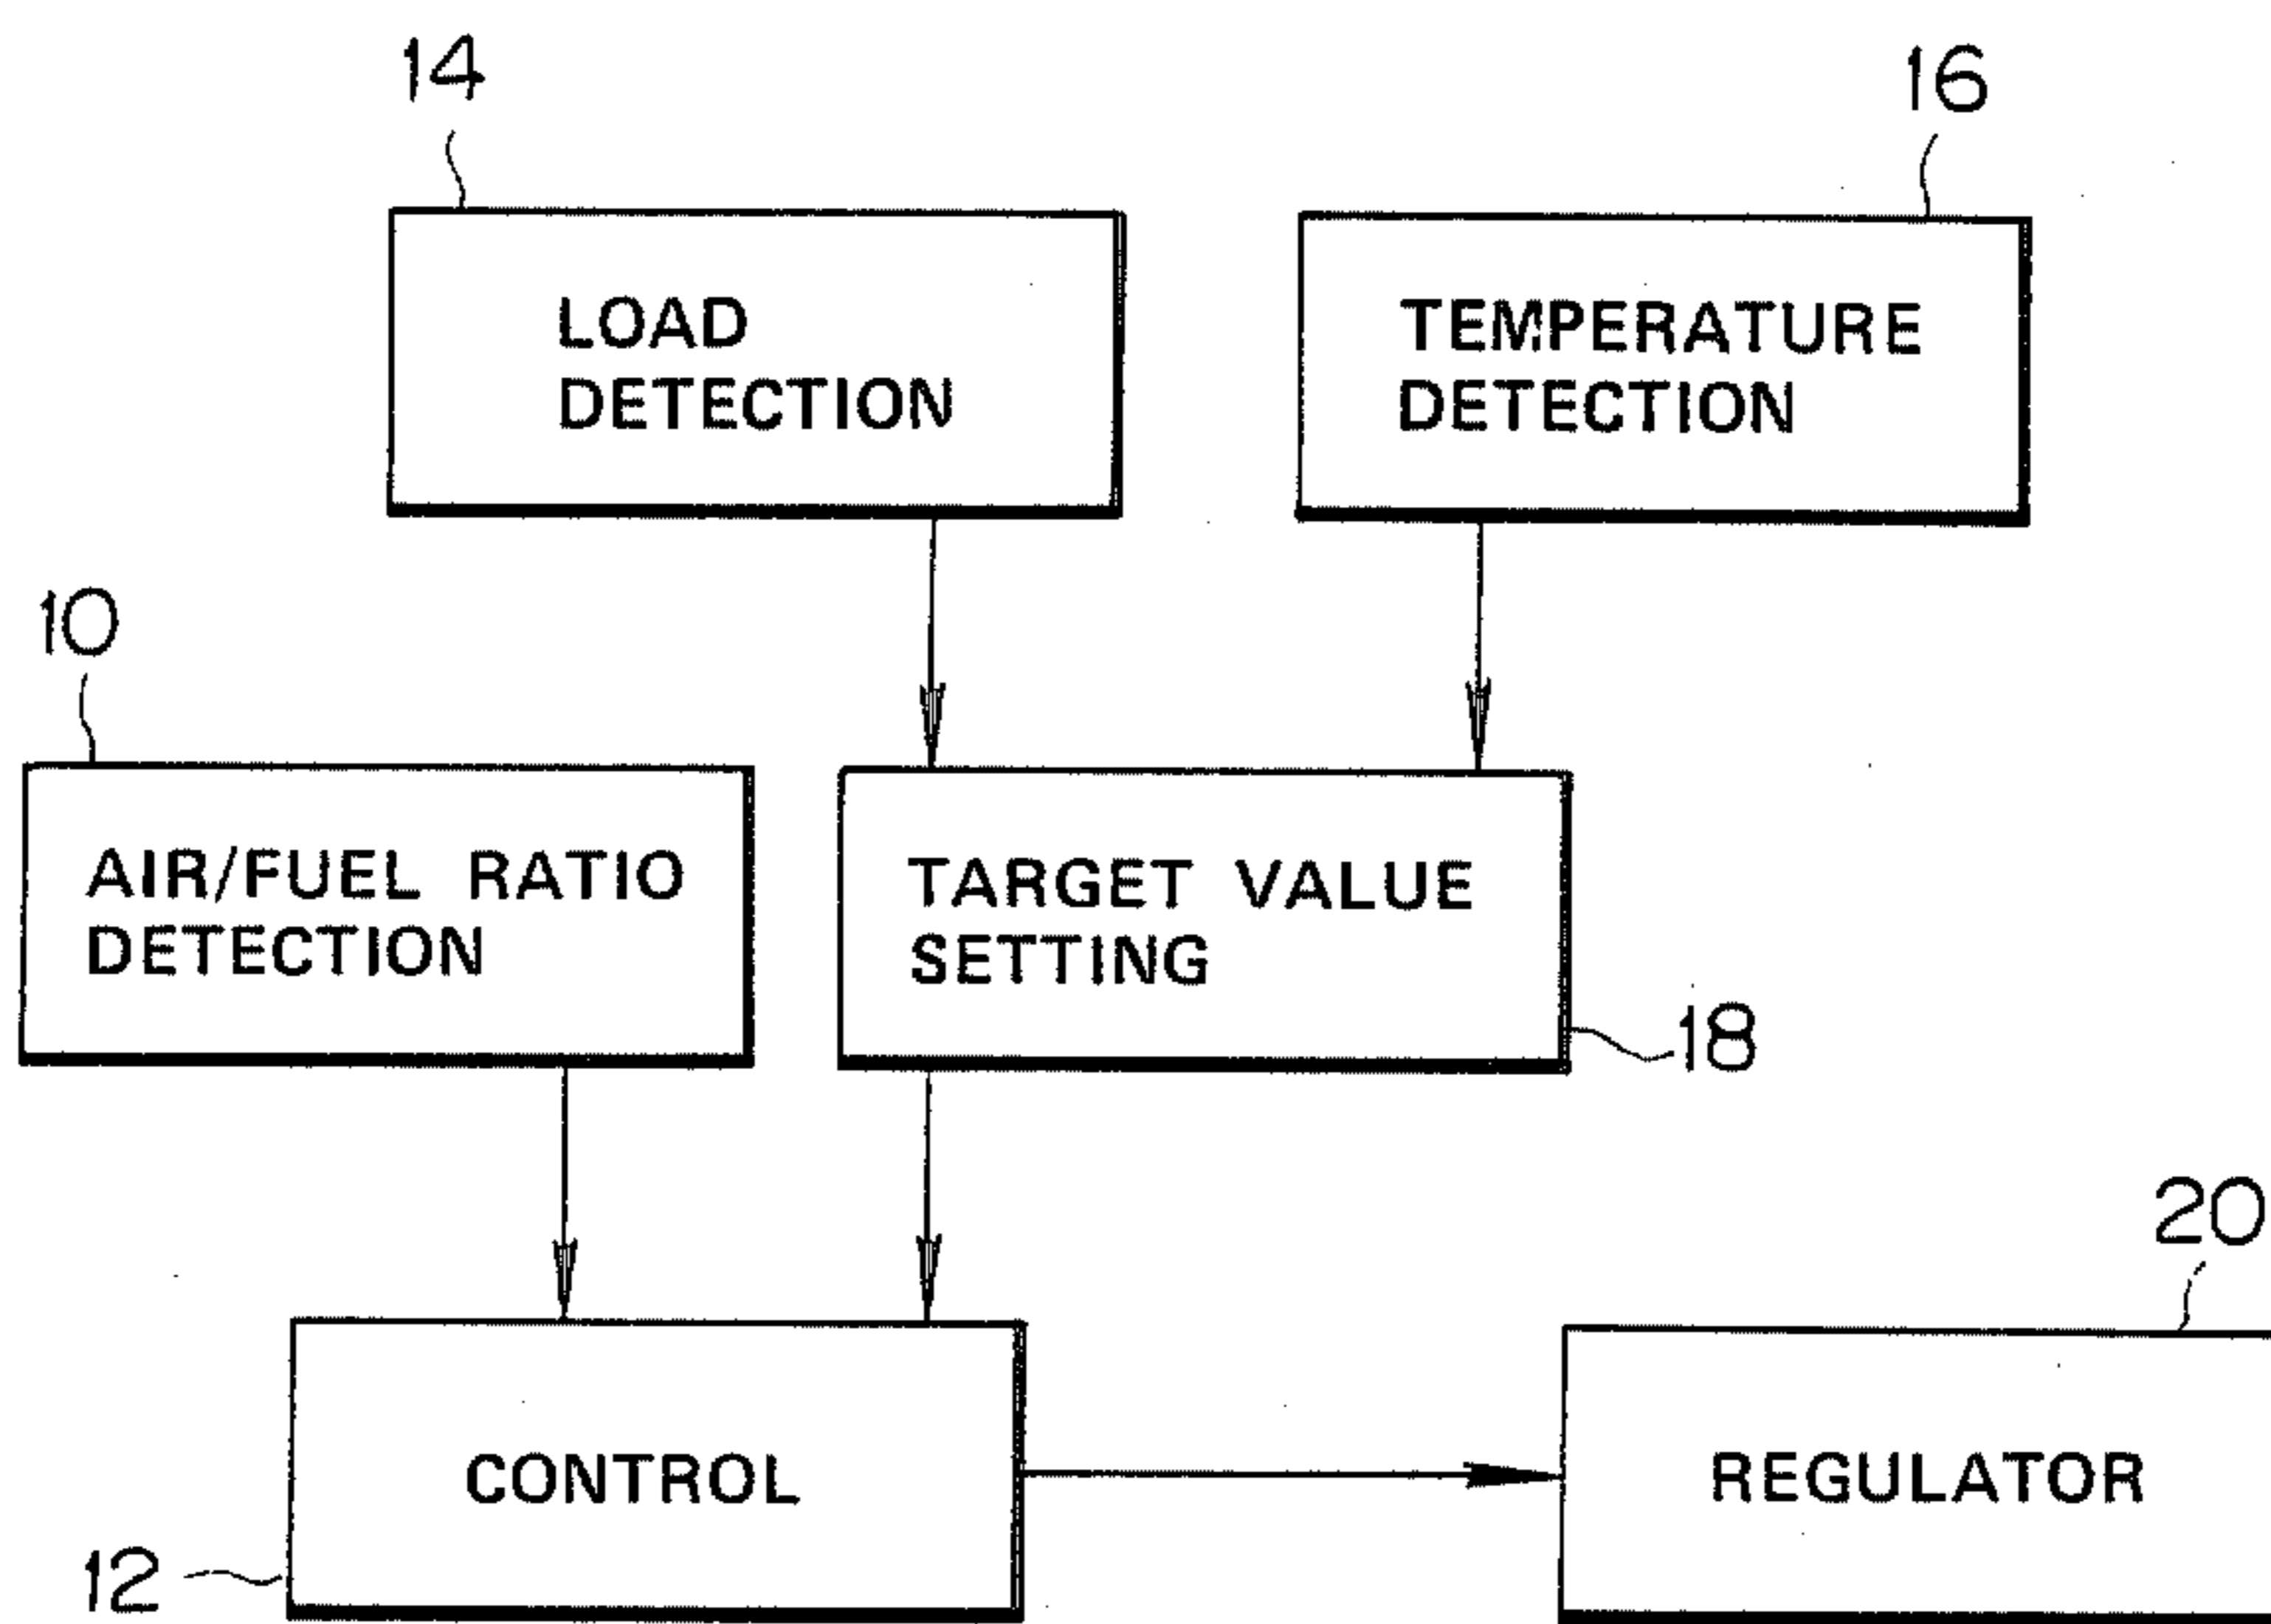 14
16
LOAD
DETECTION
TEMPERATURE
DETECTION
10
AIR/FUEL RATIO
DETECTION
TARGET VALUE
SETTING
18
20
CONTROL
REGULATOR
12